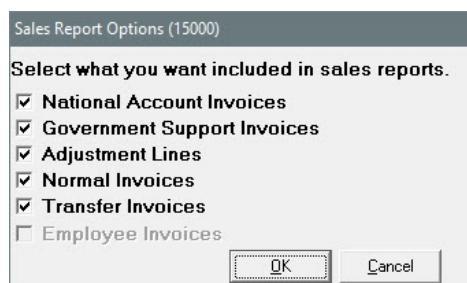 Sales Report Options (15000)
Select what you want included in sales reports.
National Account Invoices
Government Support Invoices
Adjustment Lines
Normal Invoices
Transfer Invoices
Employee Invoices
OK Cancel